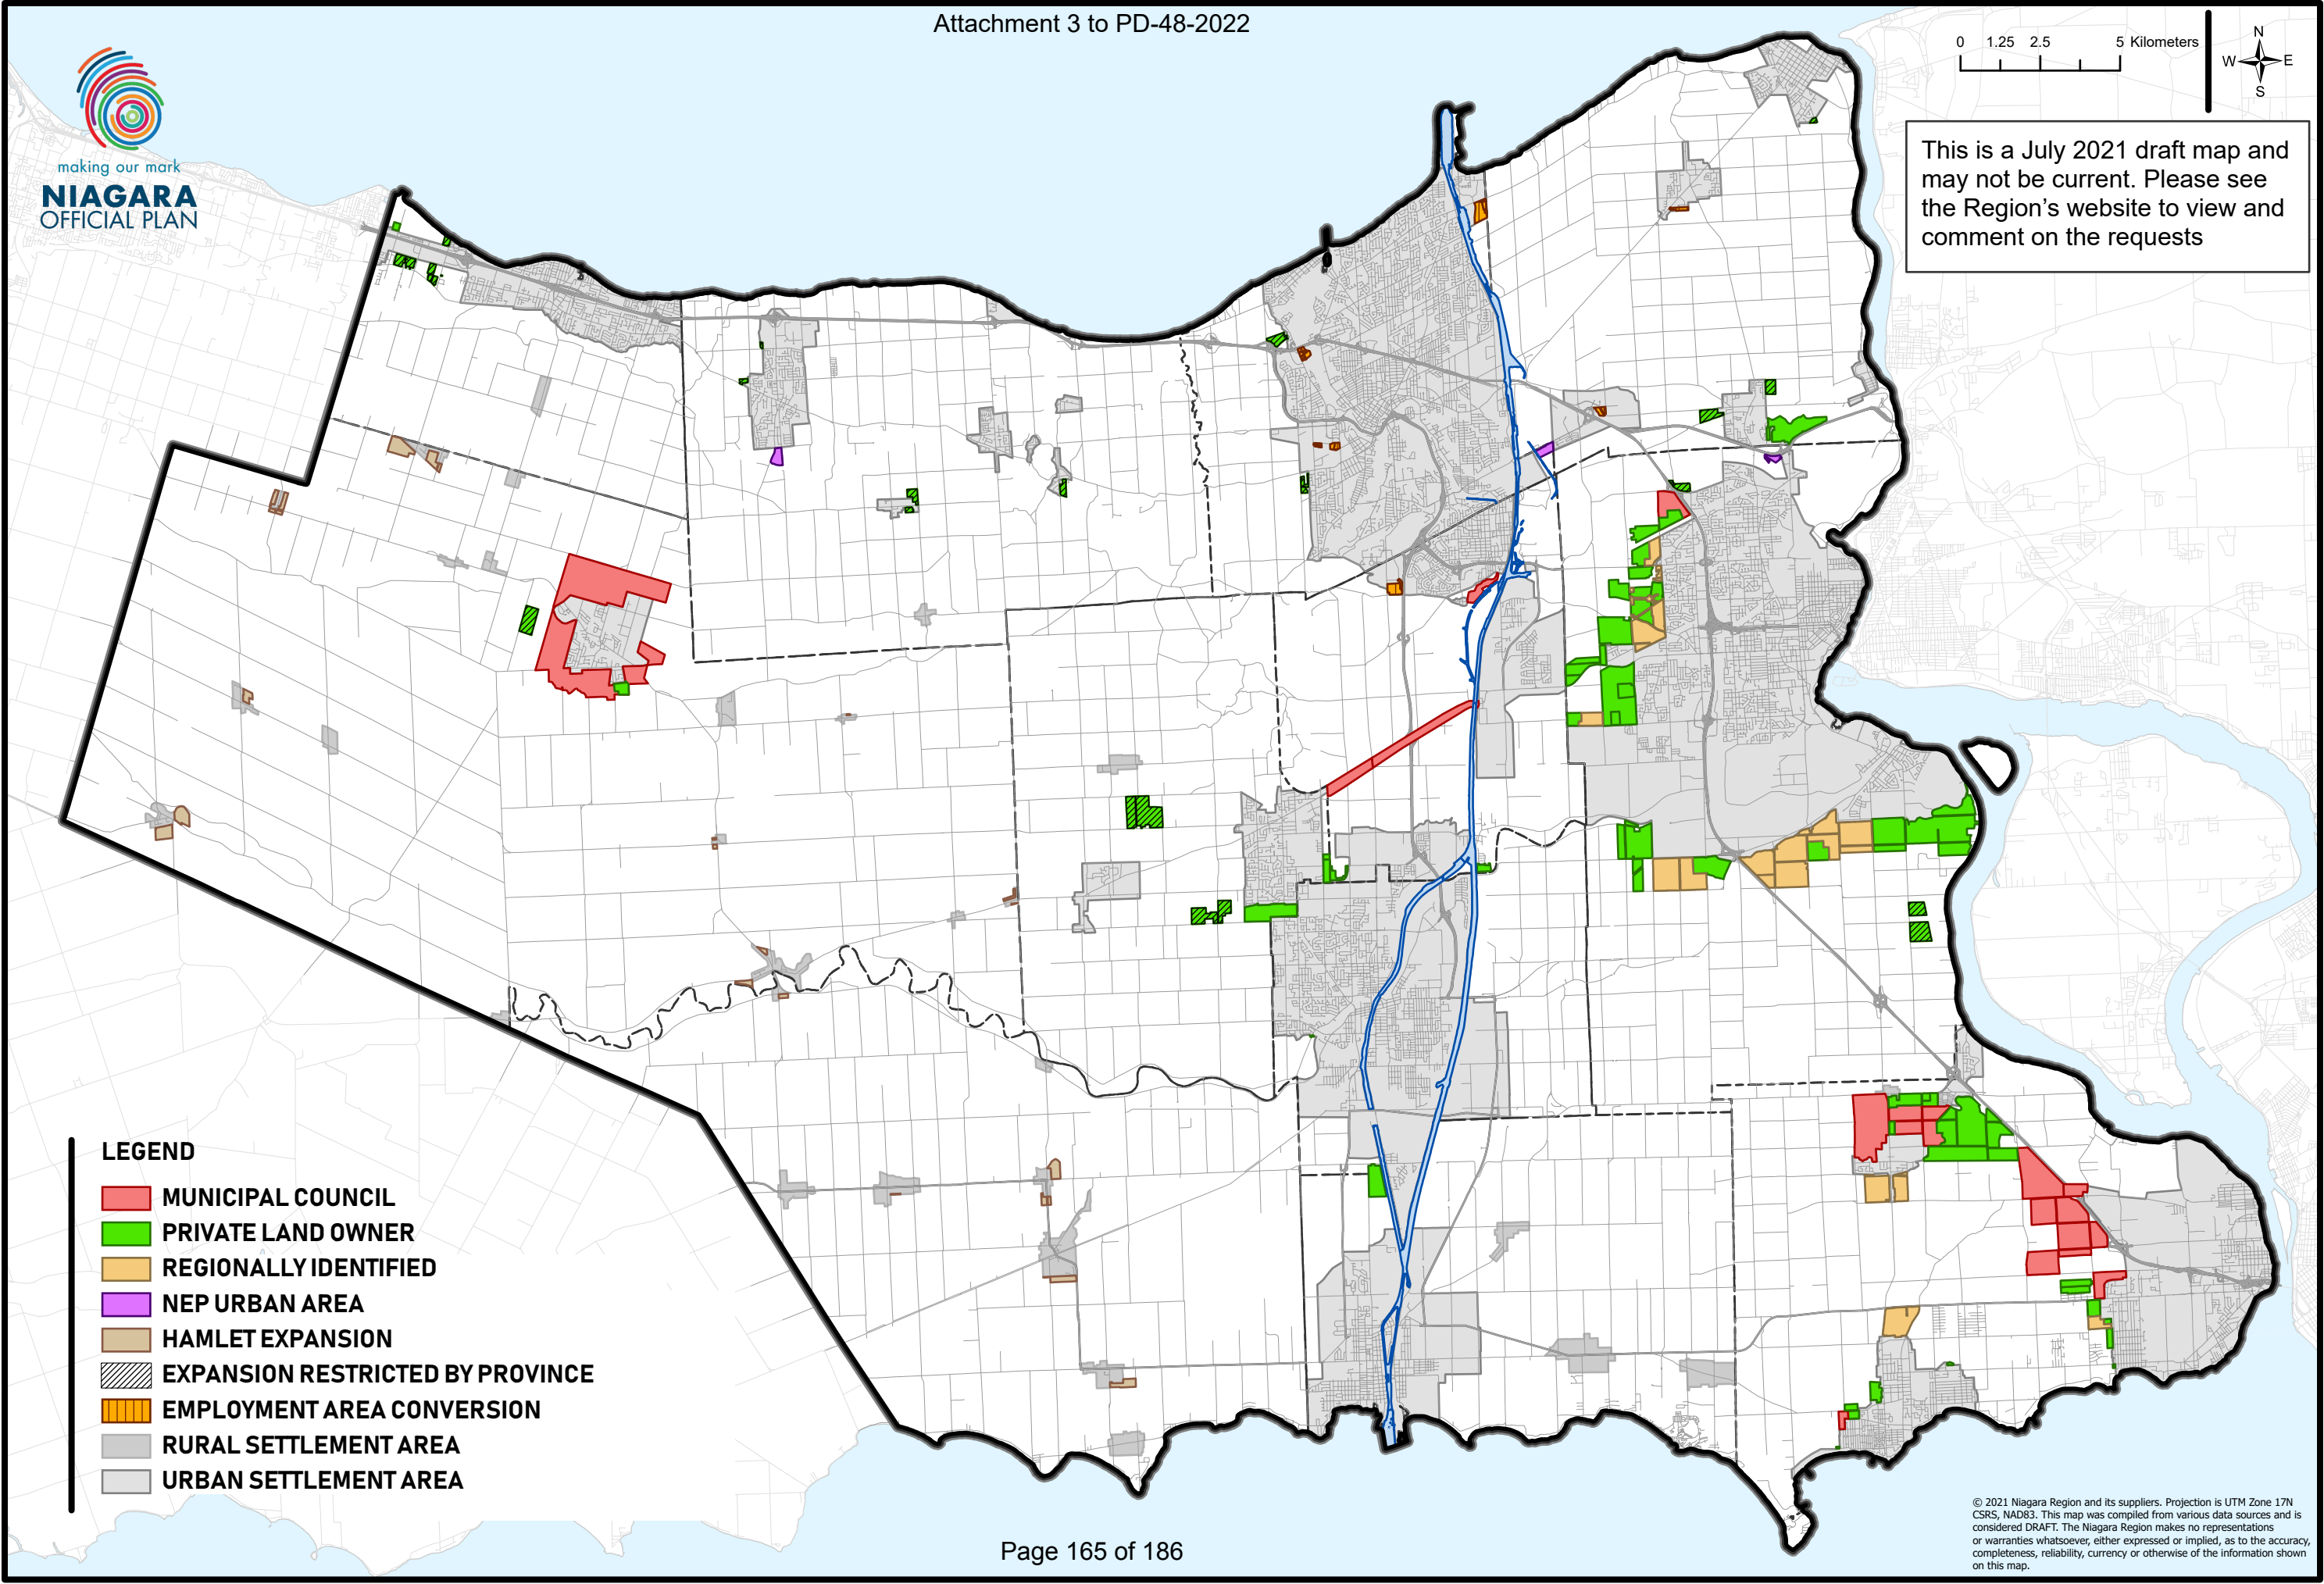 Attachment 3 to PD-48-2022
making our mark
NIAGARA
OFFICIAL PLAN
0 1.25 2.5 5 Kilometers
N
W E
S
This is a July 2021 draft map and
may not be current. Please see
the Region's website to view and
comment on the requests
LEGEND
MUNICIPAL COUNCIL
PRIVATE LAND OWNER
REGIONALLY IDENTIFIED
NEP URBAN AREA
HAMLET EXPANSION
EXPANSION RESTRICTED BY PROVINCE
EMPLOYMENT AREA CONVERSION
RURAL SETTLEMENT AREA
URBAN SETTLEMENT AREA
Page 165 of 186
© 2021 Niagara Region and its suppliers. Projection is UTM Zone 17N
CSRS, NAD83. This map was compiled from various data sources and is
considered DRAFT. The Niagara Region makes no representations
or warranties whatsoever, either expressed or implied, as to the accuracy,
completeness, reliability, currency or otherwise of the information shown
on this map.